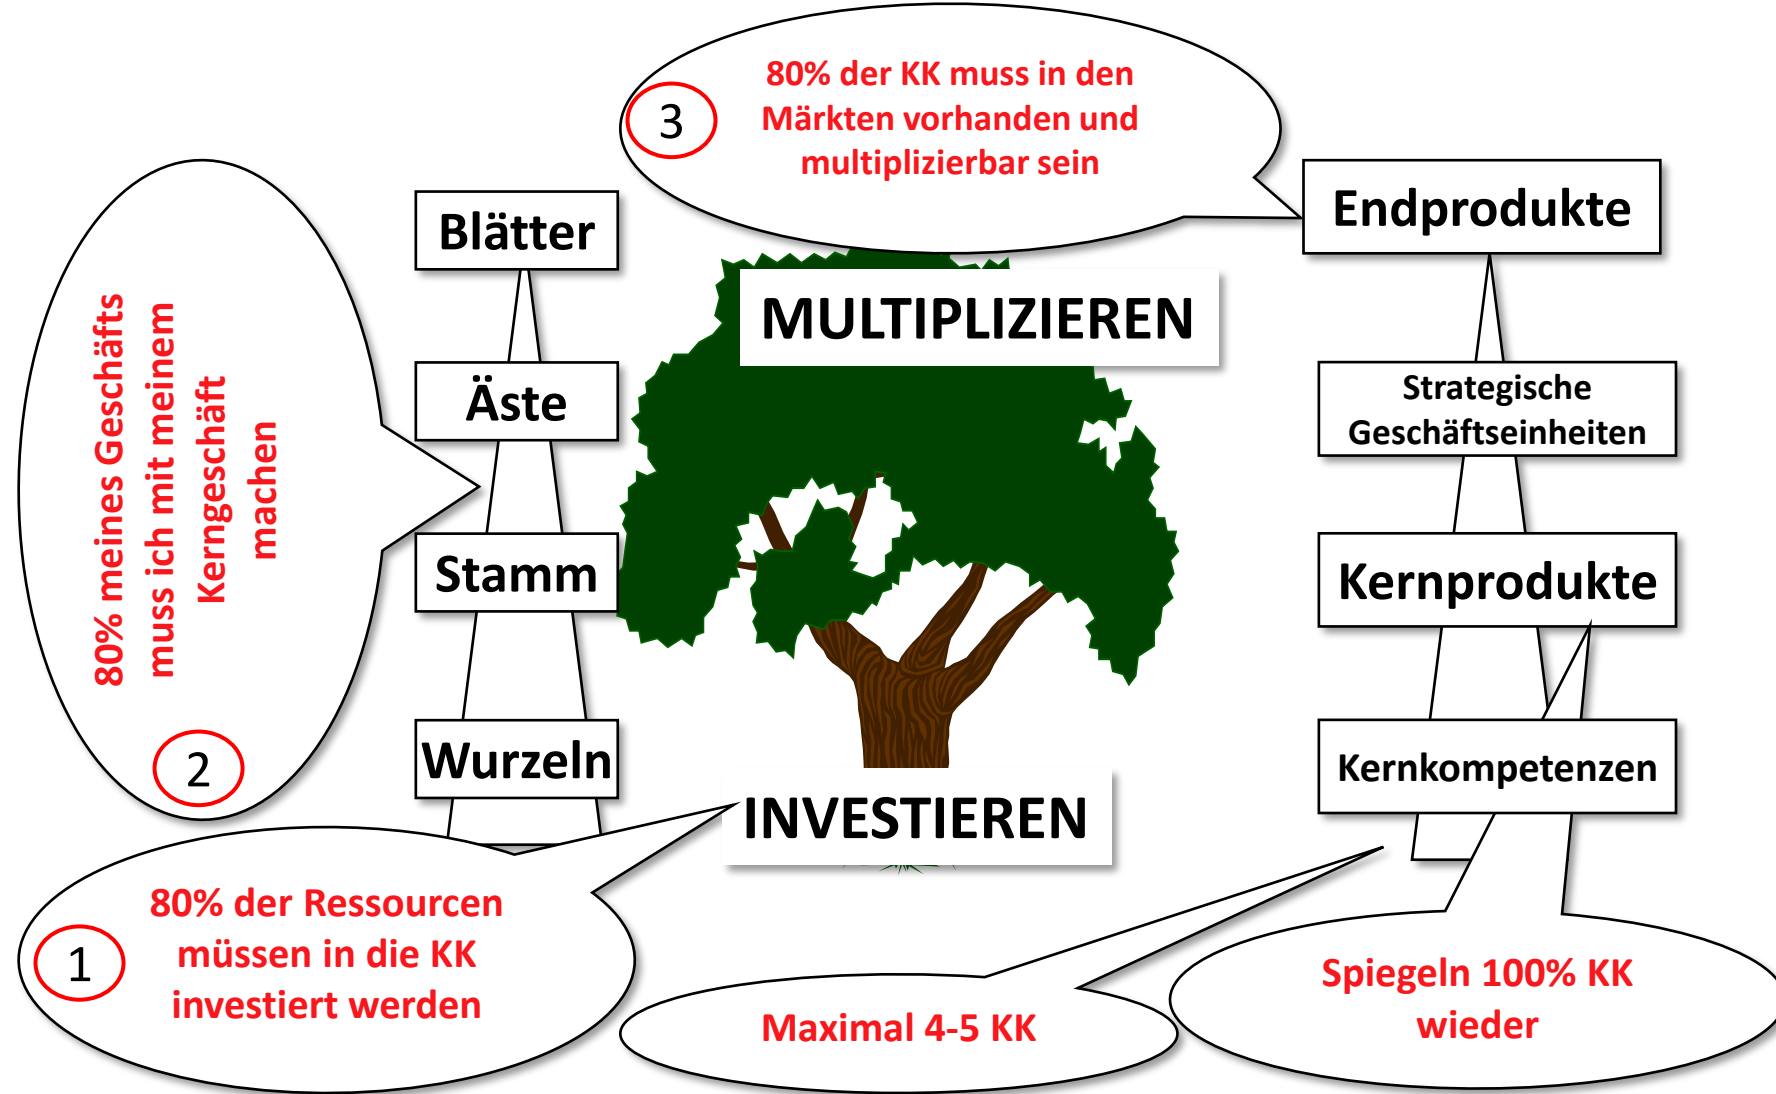 80% der KK muss in den
Märkten vorhanden und
multiplizierbar sein
3
Endprodukte
Blätter
MULTIPLIZIEREN
80% meines Geschäfts
muss ich mit meinem
Kerngeschäft
machen
2
Äste
Strategische
Geschäftseinheiten
Stamm
Kernprodukte
Wurzeln
Kernkompetenzen
INVESTIEREN
80% der Ressourcen
müssen in die KK
investiert werden
1
Maximal 4-5 KK
Spiegeln 100% KK
wieder